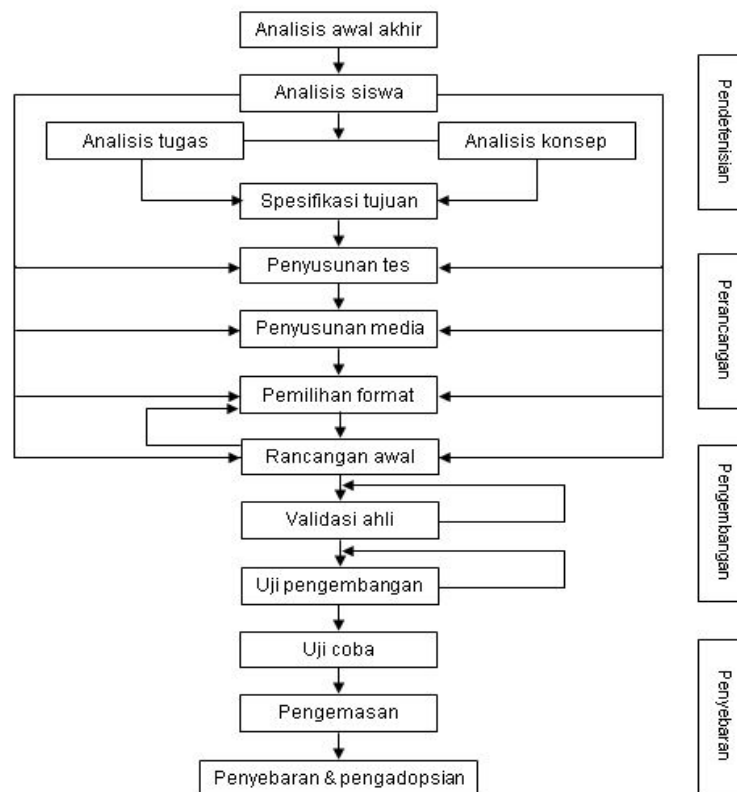 Analisis awal akhir
Analisis siswa
Analisis tugas
Analisis konsep
Spesifikasi tujuan
Penyusunan tes
Penyusunan media
Pemilihan format
Rancangan awal
Validasi ahli
Uji pengembangan
Uji coba
Pengemasan
Penyebaran & pengadopsian
Pendefenisian
Perancangan
Pengembangan
Penyebaran